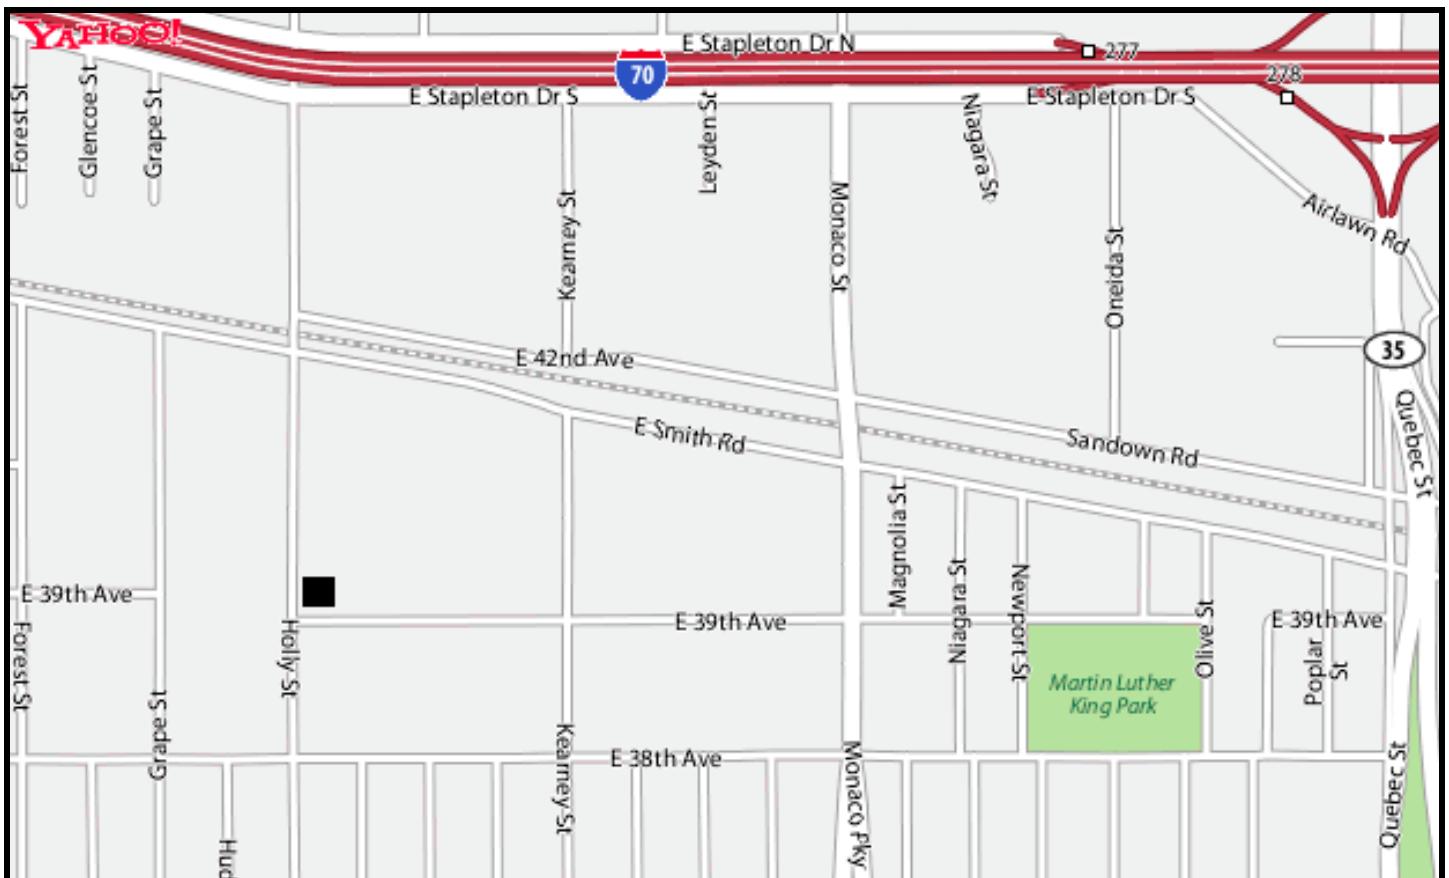 YAHOO!
E Stapleton Dr N
277
70
278
E Stapleton Dr S
E Stapleton Dr S
Forest St
Glencoe St
Grape St
Leyden St
Niagara St
Kearney St
Monaco St
Oneida St
Airlawn Rd
E 42nd Ave
35
E Smith Rd
Sandown Rd
Quebec St
Magnolia St
Niagara St
Newport St
E 39th Ave
E 39th Ave
E 39th Ave
Olive St
Poplar
St
Forest St
Holly St
Martin Luther
King Park
Grape St
E 38th Ave
Kearney St
Monaco Pky
Quebec St
Hud